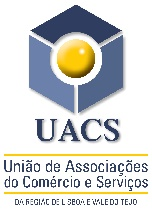 UACS
União de Associações
do Comércio e Serviços
DA REGIÃO DE LISBOA E VALE DO TEJO